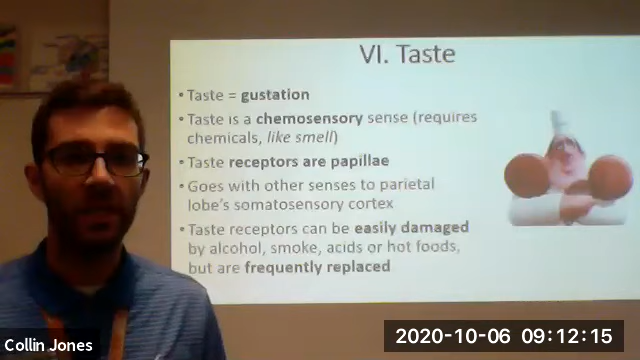 VI. Taste
• Taste = gustation
• Taste is a chemosensory sense (requires
chemicals, like smell)
• Taste receptors are papillae
• Goes with other senses to parietal
lobe's somatosensory cortex
• Taste receptors can be easily damaged
by alcohol, smoke, acids or hot foods,
but are frequently replaced
Collin Jones
2020-10-06 09:12:15